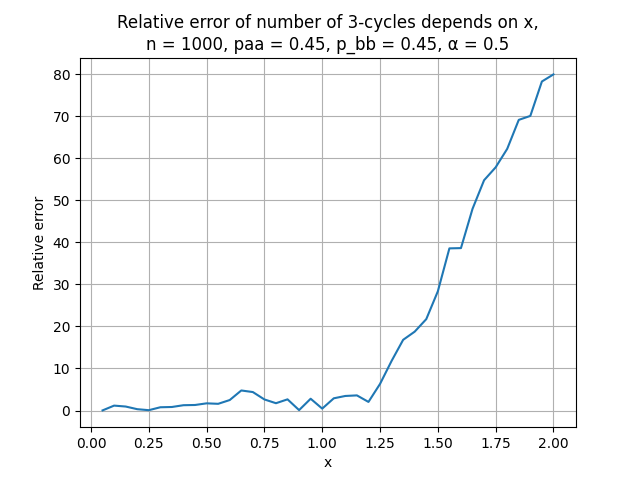 Relative error of number of 3-cycles depends on x,
n = 1000, paa = 0.45, p_bb = 0.45, α = 0.5
80
70
60
50
40
30
20
10
0
Relative error
0.00 0.25 0.50 0.75 1.00 1.25 1.50 1.75 2.00
x